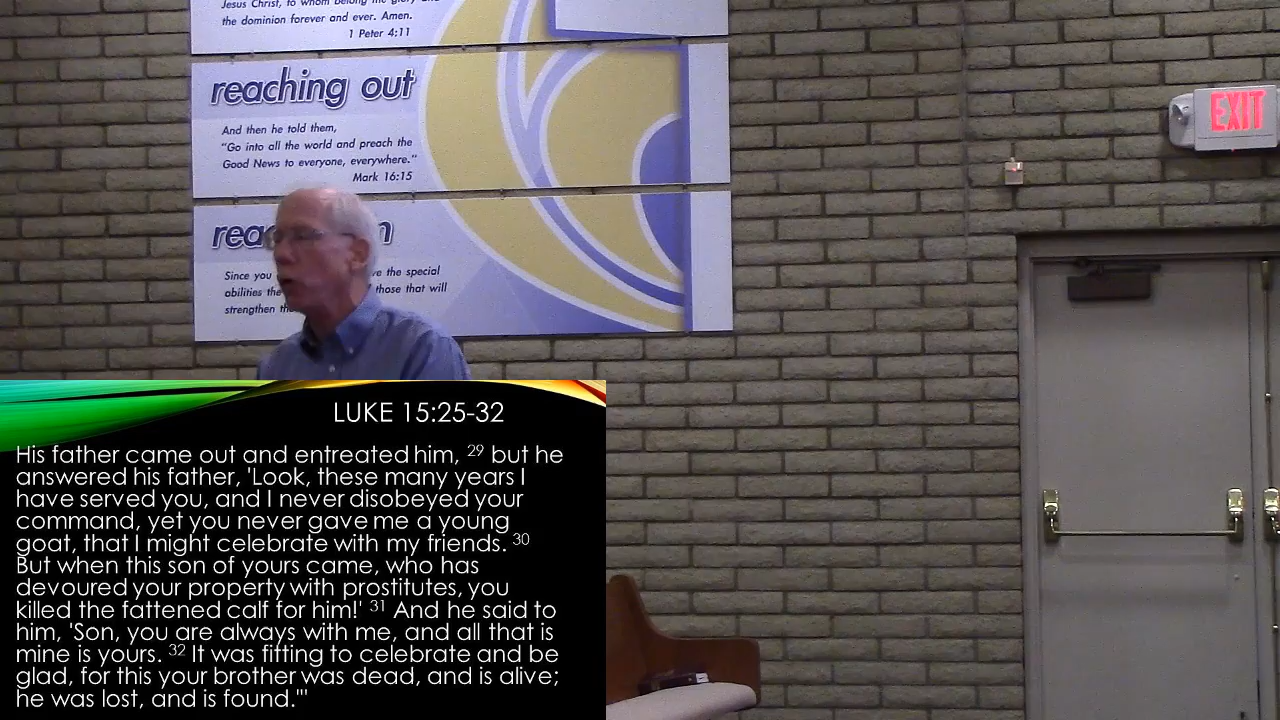 Jesus Christ, to whom belong the glory and
the dominion forever and ever. Amen.
1 Peter 4:11
reaching out
And then he told them,
"Go into all the world and preach the
Good News to everyone, everywhere."
Mark 16:15
Since you
ve the special
abilities
those that will
strengthen
EXIT
LUKE 15:25-32
His father came out and entreated him, 29 but he
answered his father, 'Look, these many years I
have served you, and I never disobeyed your
command, yet you never gave me a young
goat, that I might celebrate with my friends. 30
But when this son of yours came, who has
devoured your property with prostitutes, you
killed the fattened calf for him!' 31 And he said to
him, 'Son, you are always with me, and all that is
mine is yours. 32 It was fitting to celebrate and be
glad, for this your brother was dead, and is alive;
he was lost, and is found.'"